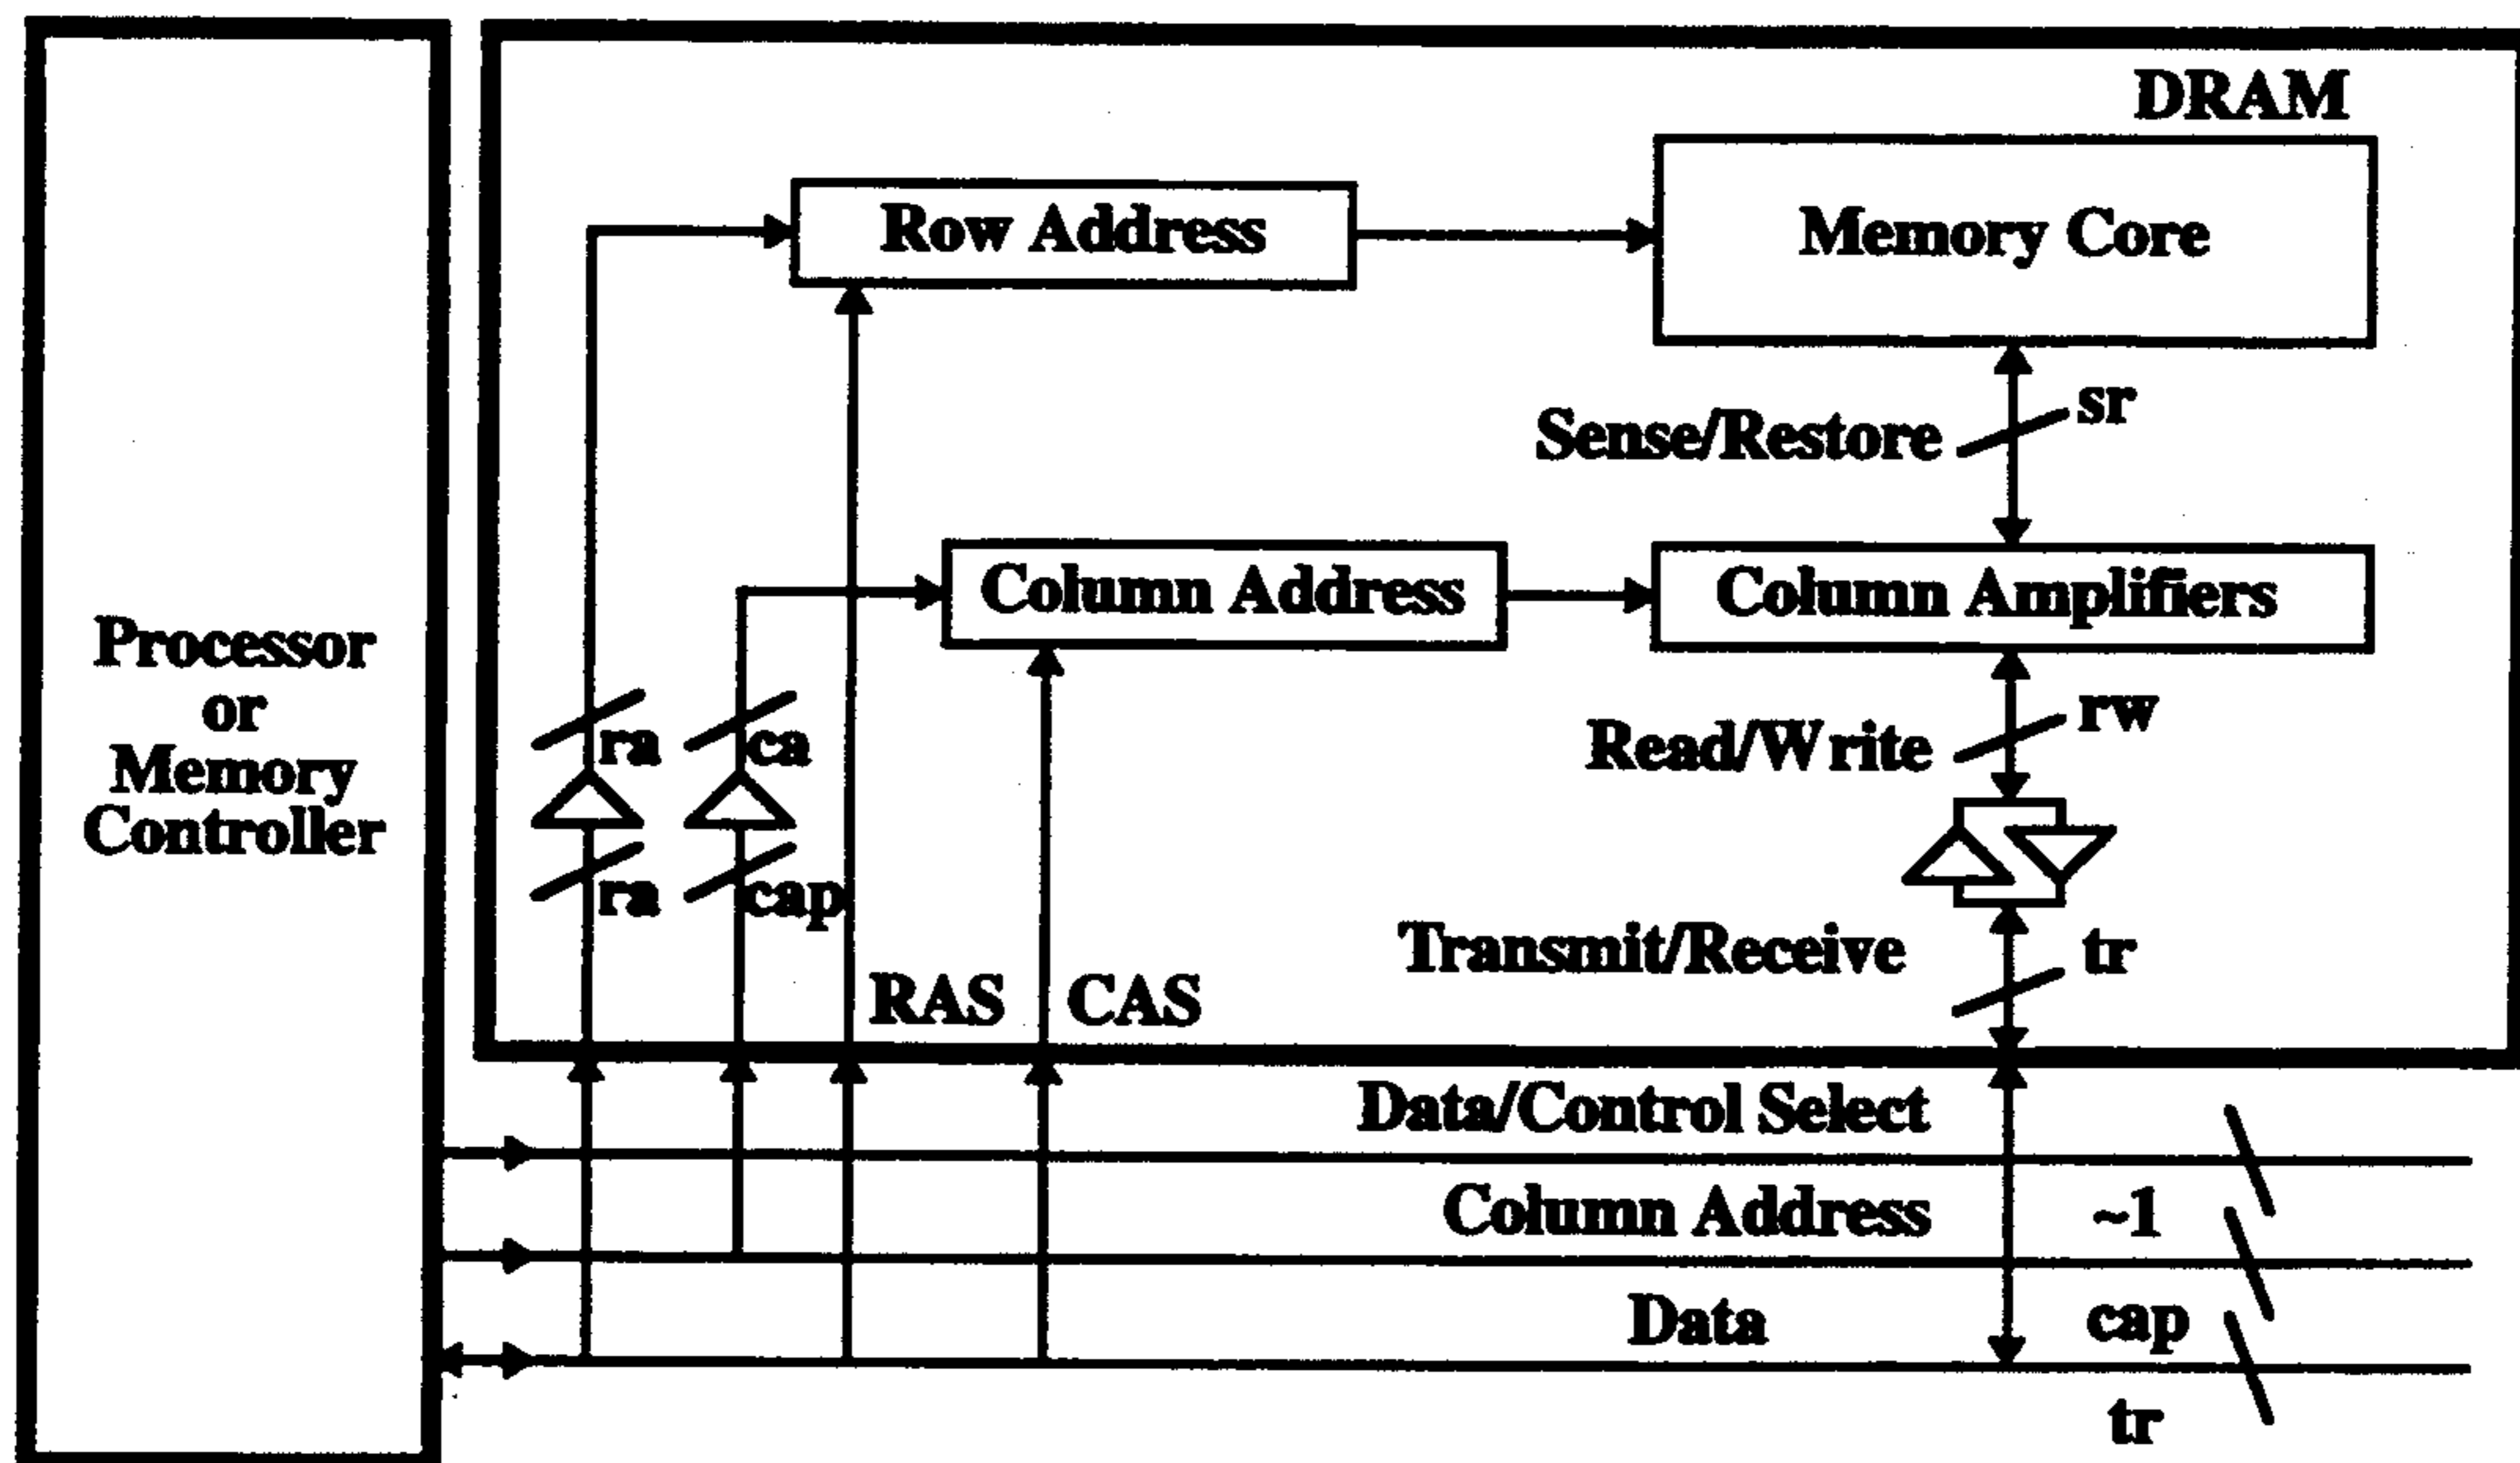 DRAM
Row Address
Memory Core
Sense/Restore
sr
Column Address
Column Amplifiers
Processor
or
Memory
Controller
ra
ca
Read/Write
rw
ra
cap
Transmit/Receive
tr
RAS
CAS
Data/Control Select
Column Address
~1
Data
cap
tr